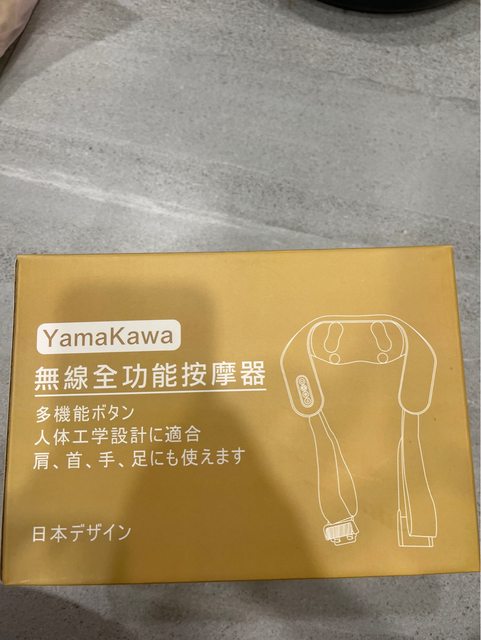 YamaKawa
無線全功能按摩器
多機能ボタン
人体工学設計に適合
肩、首、手、足にも使えます
日本デザイン